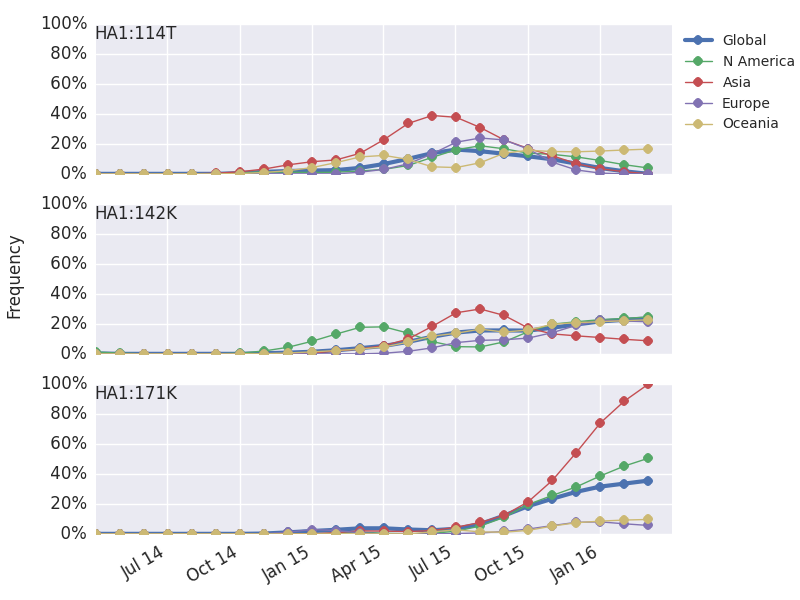 100%
80%
60%
40%
20%
0%
HA1:114T
Global
N America
Asia
Europe
Oceania
100%
80%
60%
40%
20%
0%
HA1:142K
Frequency
100%
80%
60%
40%
20%
0%
HA1:171K
Jul 14
Oct 14
Jan 15
Apr 15
Jul 15
Oct 15
Jan 16